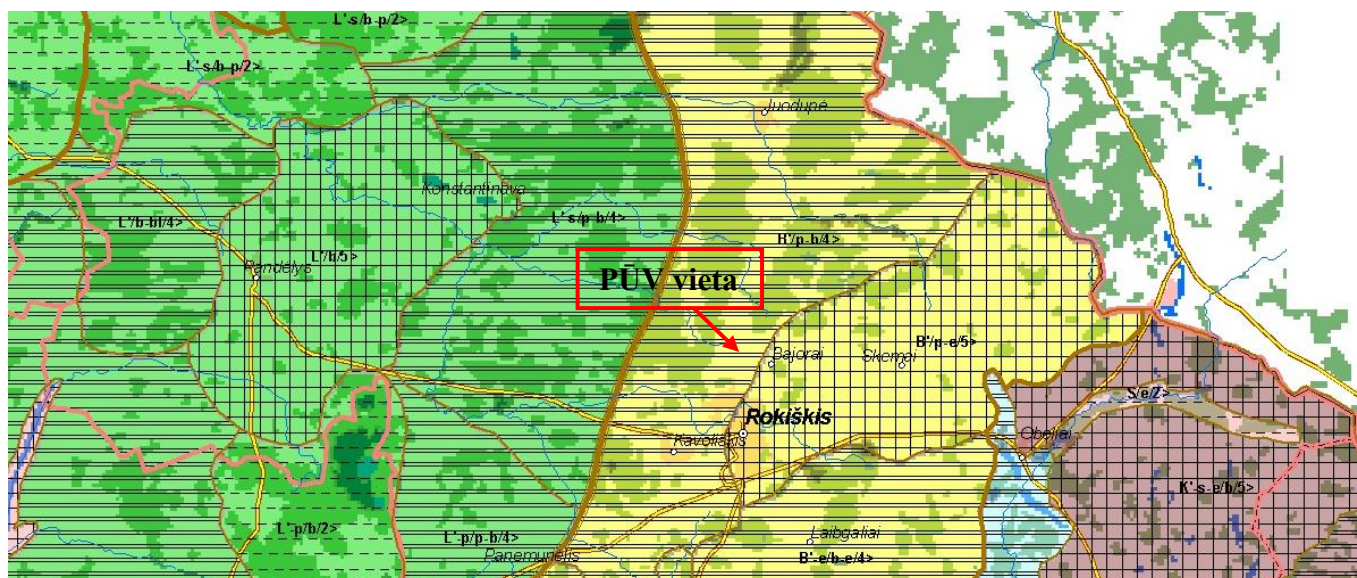 L'-s/b-p/2>
L'-s/b-p/2>
Juodupė
Konstantinava
L'/b-bl/4>
L'-s/p-b/4>
B'/p-b/4>
L'/b/5>
Pandėlys
PŪV vieta
Bajorai
Skemai
B'/p-e/5>
S/e/2>
Rokiškis
Kavoliškis
Obeliai
K'-s-e/b/5>
L'-p/b/2>
L'-p/p-b/4>
Laibgaliai
Panemunėlis
B'-e/b-e/4>